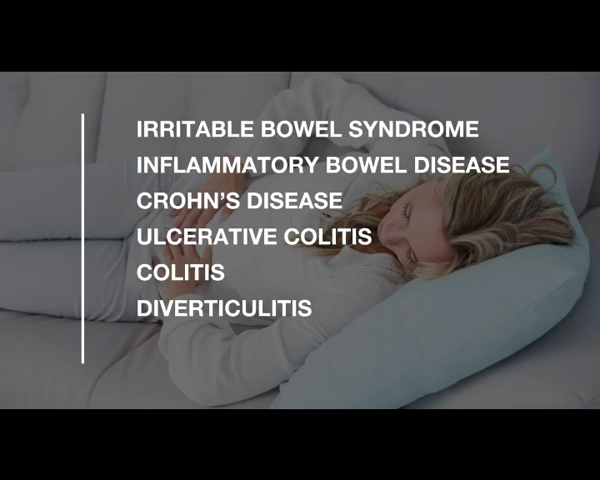 IRRITABLE BOWEL SYNDROME
INFLAMMATORY BOWEL DISEASE
CROHN’S DISEASE
ULCERATIVE COLITIS
COLITIS
DIVERTICULITIS